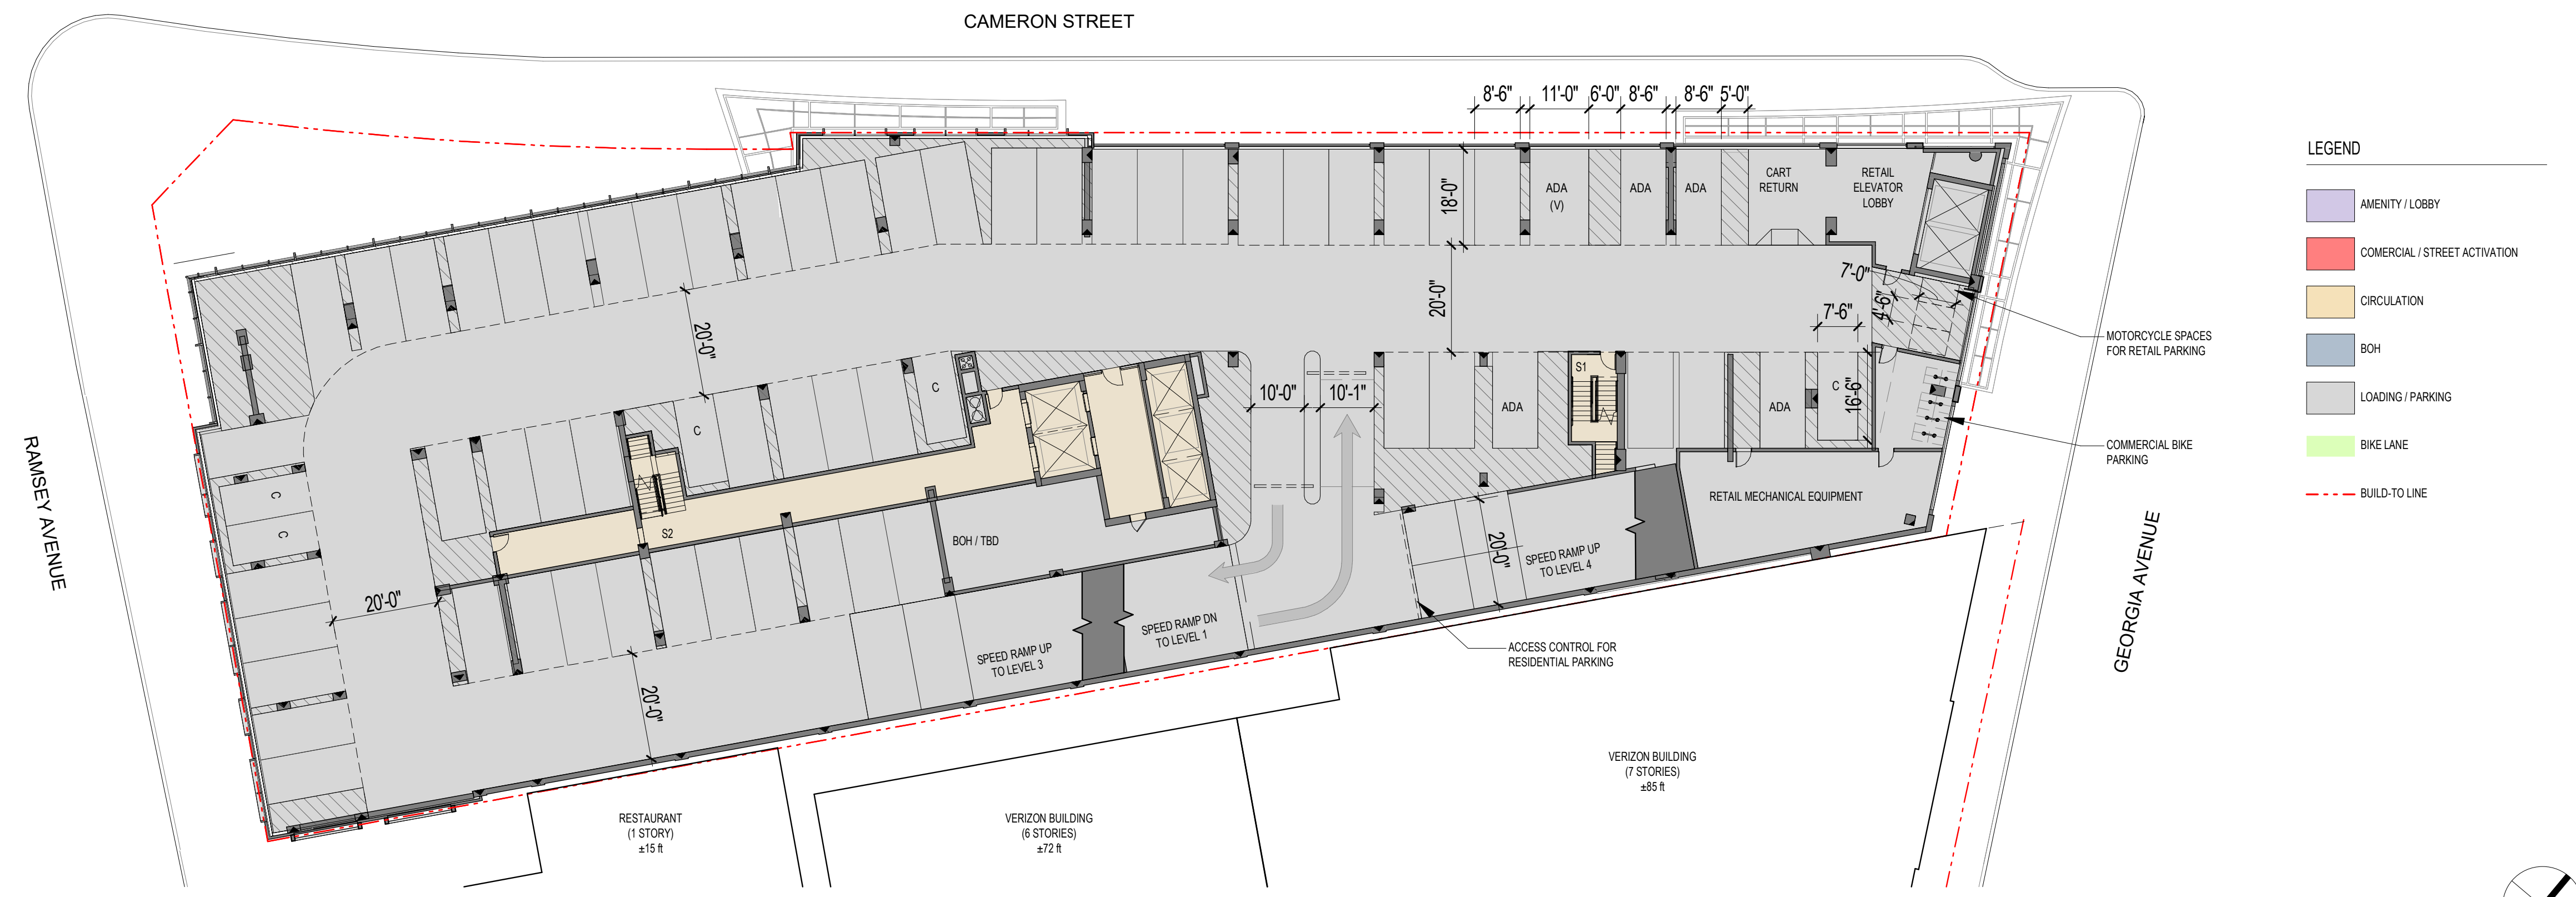 CAMERON STREET
8'-6"
11'-0"
6'-0"
8'-6"
8'-6"
5'-0"
LEGEND
AMENITY / LOBBY
COMERCIAL / STREET ACTIVATION
CIRCULATION
BOH
LOADING / PARKING
BIKE LANE
BUILD-TO LINE
18'-0"
ADA
(V)
ADA
ADA
CART
RETURN
RETAIL
ELEVATOR
LOBBY
20'-0"
20'-0"
7'-0"
4'-6"
7'-6"
16'-6"
MOTORCYCLE SPACES
FOR RETAIL PARKING
C
C
10'-0"
10'-1"
ADA
S1
ADA
C
COMMERCIAL BIKE
PARKING
RAMSEY AVENUE
C
C
S2
BOH / TBD
20'-0"
SPEED RAMP UP
TO LEVEL 4
RETAIL MECHANICAL EQUIPMENT
GEORGIA AVENUE
20'-0"
20'-0"
SPEED RAMP UP
TO LEVEL 3
SPEED RAMP DN
TO LEVEL 1
ACCESS CONTROL FOR
RESIDENTIAL PARKING
RESTAURANT
(1 STORY)
±15 ft
VERIZON BUILDING
(6 STORIES)
±72 ft
VERIZON BUILDING
(7 STORIES)
±85 ft